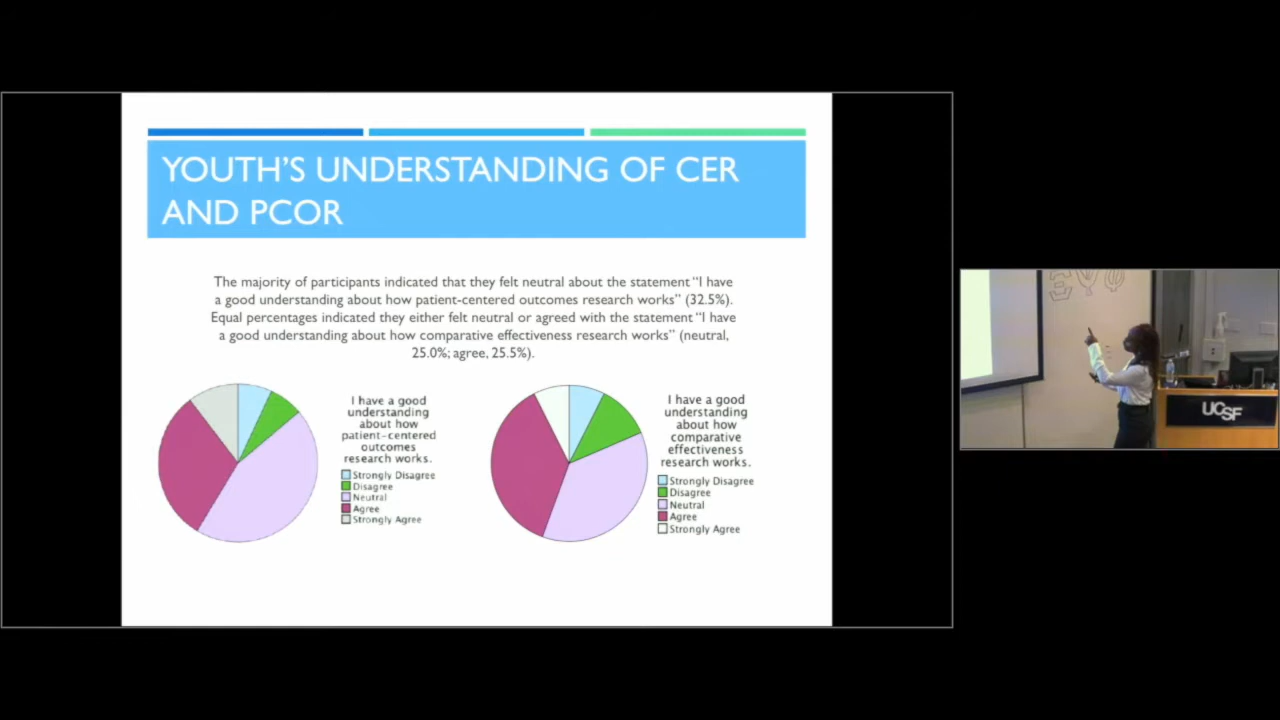 YOUTH'S UNDERSTANDING OF CER
AND PCOR
The majority of participants indicated that they felt neutral about the statement “I have
a good understanding about how patient-centered outcomes research works” (32.5%).
Equal percentages indicated they either felt neutral or agreed with the statement “I have
a good understanding about how comparative effectiveness research works” (neutral,
25.0%; agree, 25.5%).
I have a good
understanding
about how
patient-centered
outcomes
research works.
Strongly Disagree
Disagree
Neutral
Agree
Strongly Agree
I have a good
understanding
about how
comparative
effectiveness
research works.
Strongly Disagree
Disagree
Neutral
Agree
Strongly Agree
ΞΨΦ
UCSF